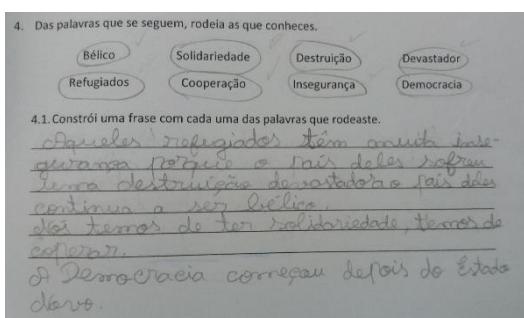 4. Das palavras que se seguem, rodeia as que conheces.
Bélico Solidariedade Destruição Devastador
Refugiados Cooperação Insegurança Democracia
4.1. Constrói uma frase com cada uma das palavras que rodeaste.
Aqueles refugiados têm muita inse-
gurança porque o país deles sofreu
uma destruição devastadora o país deles
continua a ser bélico.
Nós temos de ter solidariedade, temos de
coperar.
A Democracia começou depois do Estado
Novo.